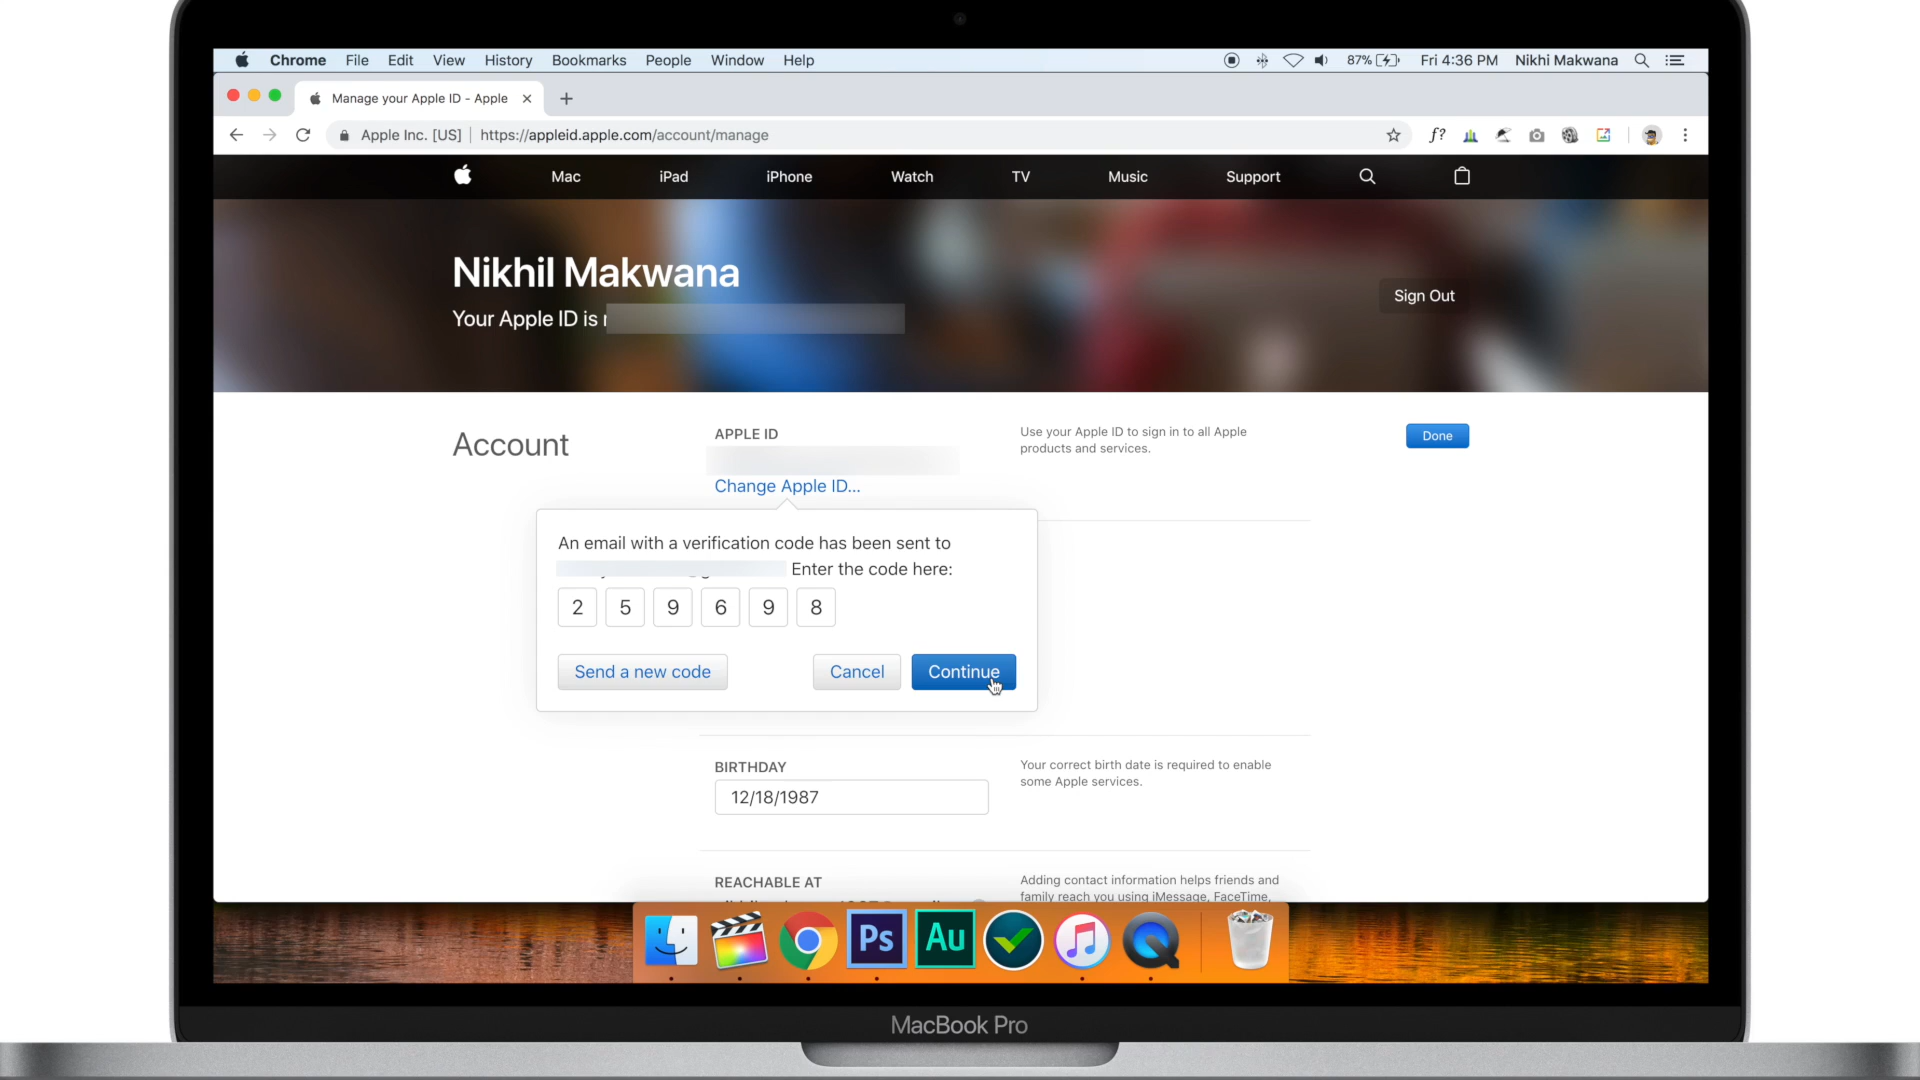 Chrome File Edit View History Bookmarks People Window Help 87% Fri 4:36 PM Nikhi Makwana
Manage your Apple ID - Apple
Apple Inc. [US] | https://appleid.apple.com/account/manage
f?
Mac iPad iPhone Watch TV Music Support
Nikhil Makwana
Your Apple ID is
Sign Out
Account
APPLE ID
Change Apple ID...
Use your Apple ID to sign in to all Apple
products and services.
Done
An email with a verification code has been sent to
Enter the code here:
2 5 9 6 9 8
Send a new code Cancel Continue
BIRTHDAY
12/18/1987
Your correct birth date is required to enable
some Apple services.
REACHABLE AT
Adding contact information helps friends and
family reach you using iMessage, FaceTime,
Ps Au
MacBook Pro